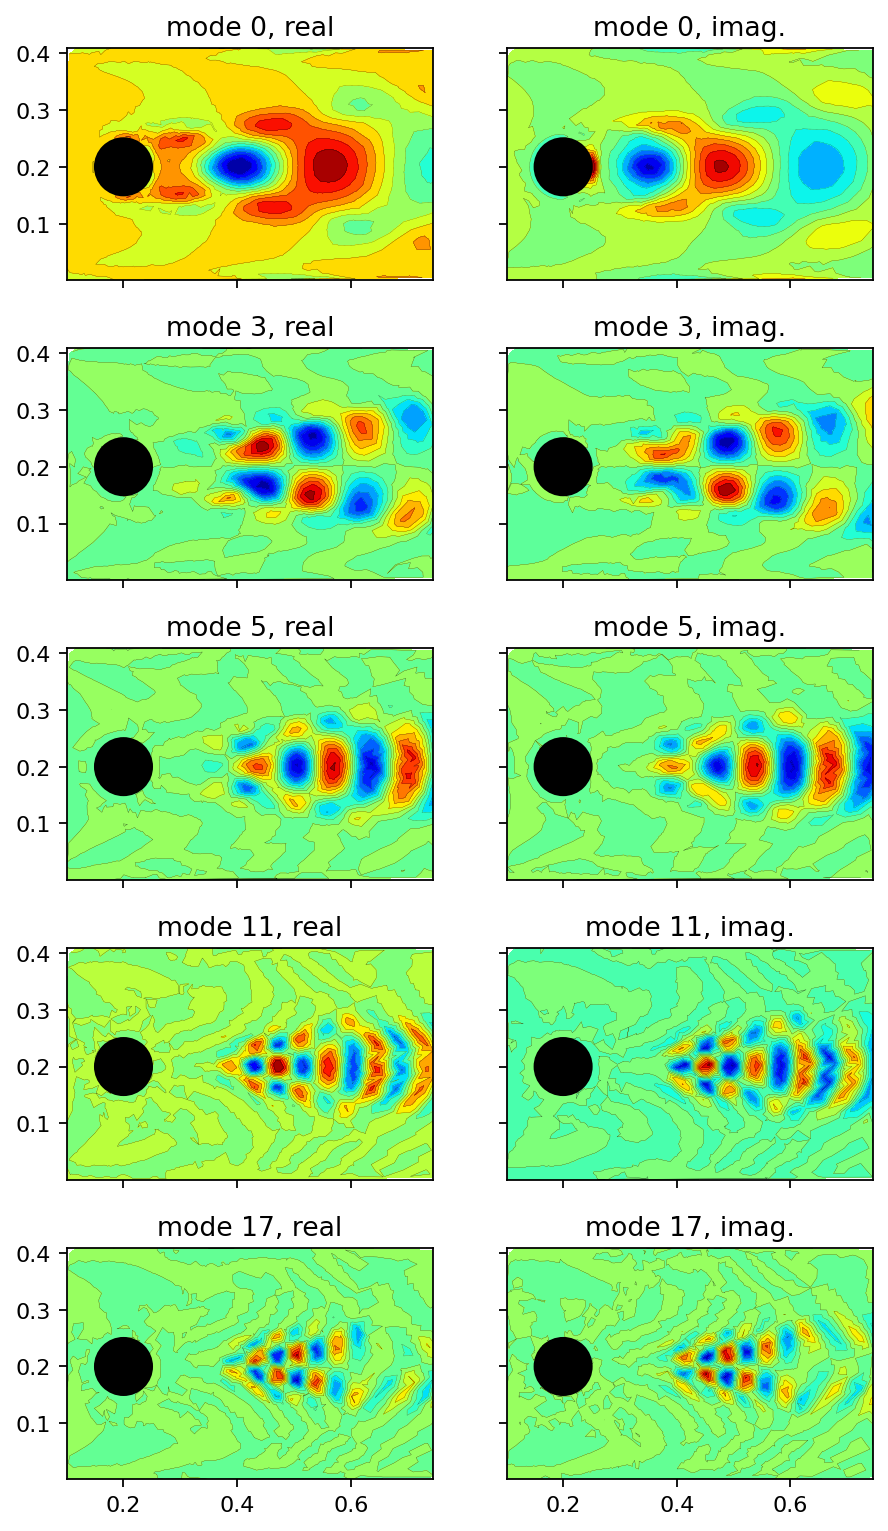 mode 0, real
mode 0, imag.
0.4
0.3
0.2
0.1
mode 3, real
mode 3, imag.
0.4
0.3
0.2
0.1
mode 5, real
mode 5, imag.
0.4
0.3
0.2
0.1
mode 11, real
mode 11, imag.
0.4
0.3
0.2
0.1
mode 17, real
mode 17, imag.
0.4
0.3
0.2
0.1
0.2 0.4 0.6
0.2 0.4 0.6